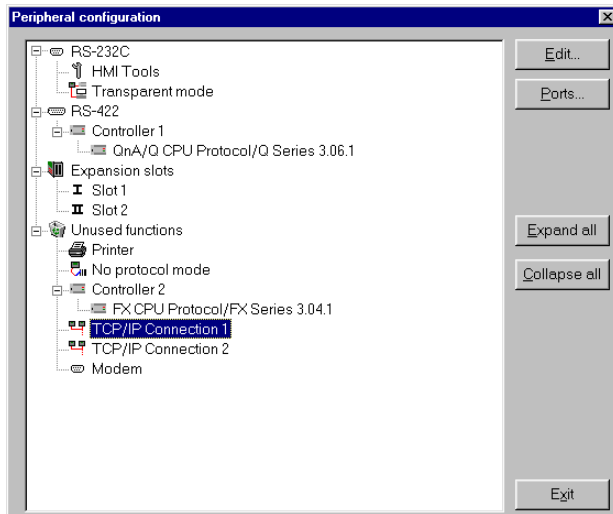 Peripheral configuration
RS-232C
HMI Tools
Transparent mode
RS-422
Controller 1
QnA/Q CPU Protocol/Q Series 3.06.1
Expansion slots
I Slot 1
II Slot 2
Unused functions
Printer
No protocol mode
Controller 2
FX CPU Protocol/FX Series 3.04.1
TCP/IP Connection 1
TCP/IP Connection 2
Modem
Edit...
Ports...
Expand all
Collapse all
Exit